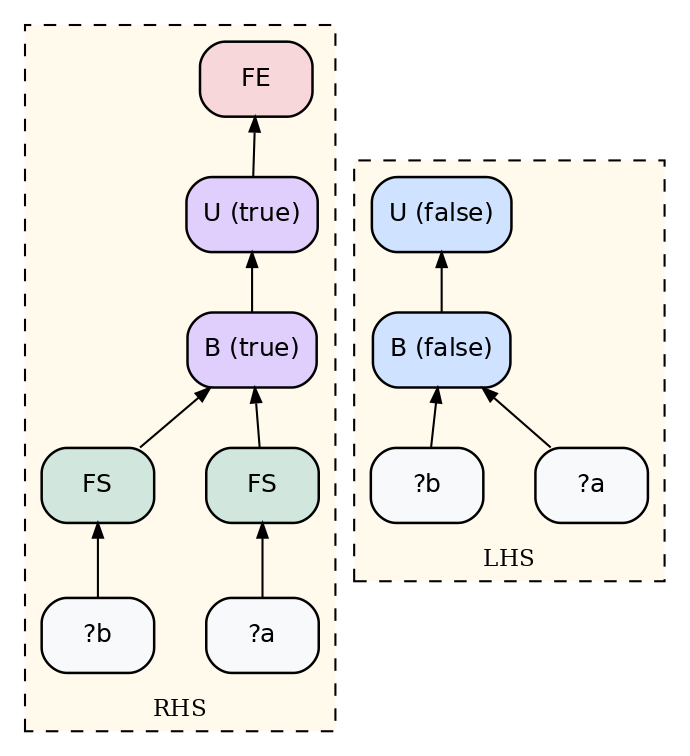 FE
U (true)
B (true)
FS
FS
?b
?a
RHS
U (false)
B (false)
?b
?a
LHS